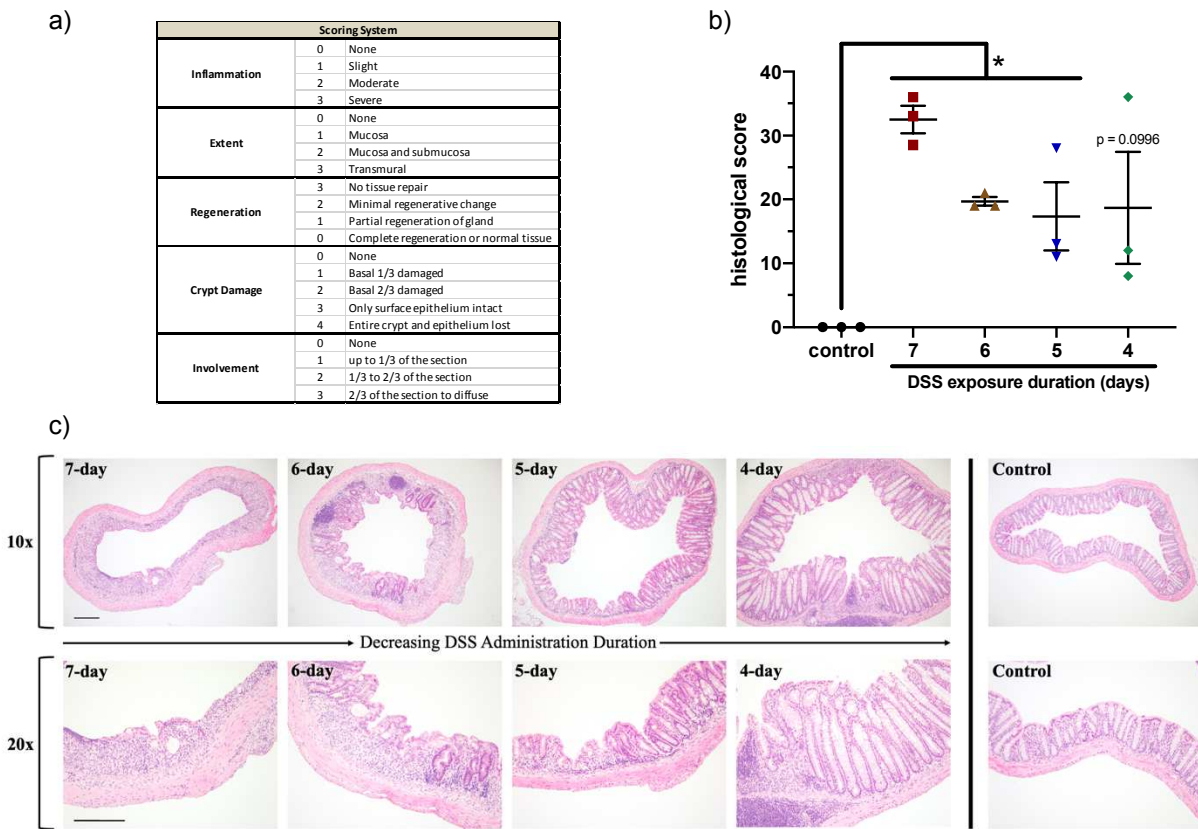 a)
Scoring System
Inflammation
0 None
1 Slight
2 Moderate
3 Severe
Extent
0 None
1 Mucosa
2 Mucosa and submucosa
3 Transmural
Regeneration
3 No tissue repair
2 Minimal regenerative change
1 Partial regeneration of gland
0 Complete regeneration or normal tissue
Crypt Damage
0 None
1 Basal 1/3 damaged
2 Basal 2/3 damaged
3 Only surface epithelium intact
4 Entire crypt and epithelium lost
Involvement
0 None
1 up to 1/3 of the section
2 1/3 to 2/3 of the section
3 2/3 of the section to diffuse
b)
histological score
40
30
20
10
0
*
p = 0.0996
control 7 6 5 4
DSS exposure duration (days)
c)
10x
7-day 6-day 5-day 4-day Control
Decreasing DSS Administration Duration
20x
7-day 6-day 5-day 4-day Control